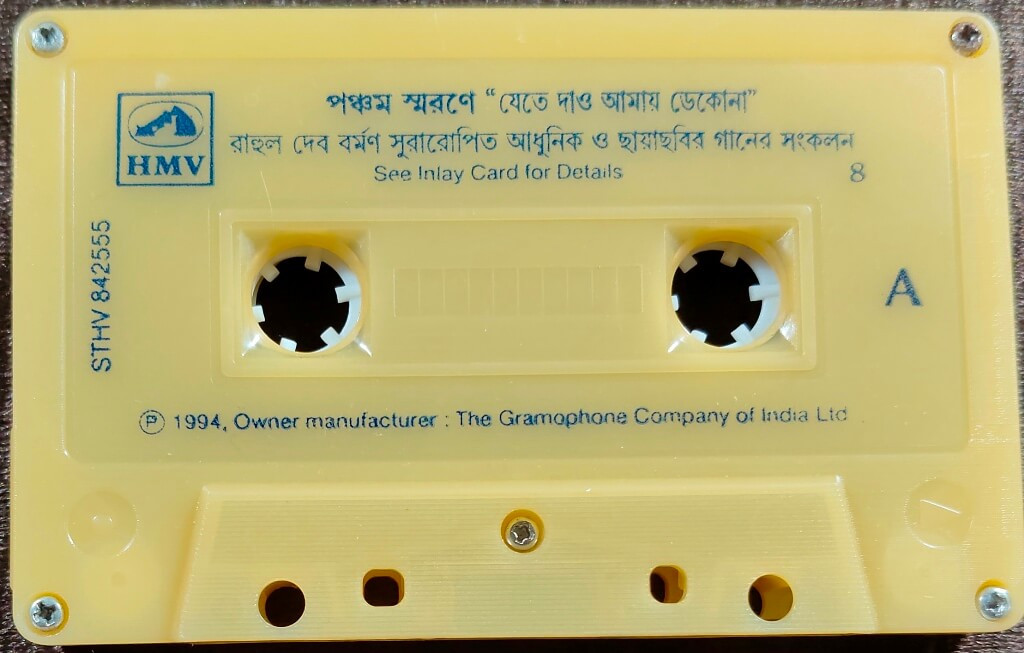 পঞ্চম স্মরণে “যেতে দাও আমায় ডেকোনা”
রাহুল দেব বর্মণ সুরারোপিত আধুনিক ও ছায়াছবির গানের সংকলন
HMV
See Inlay Card for Details
8
STHV 842555
A
Ⓟ 1994, Owner manufacturer : The Gramophone Company of India Ltd